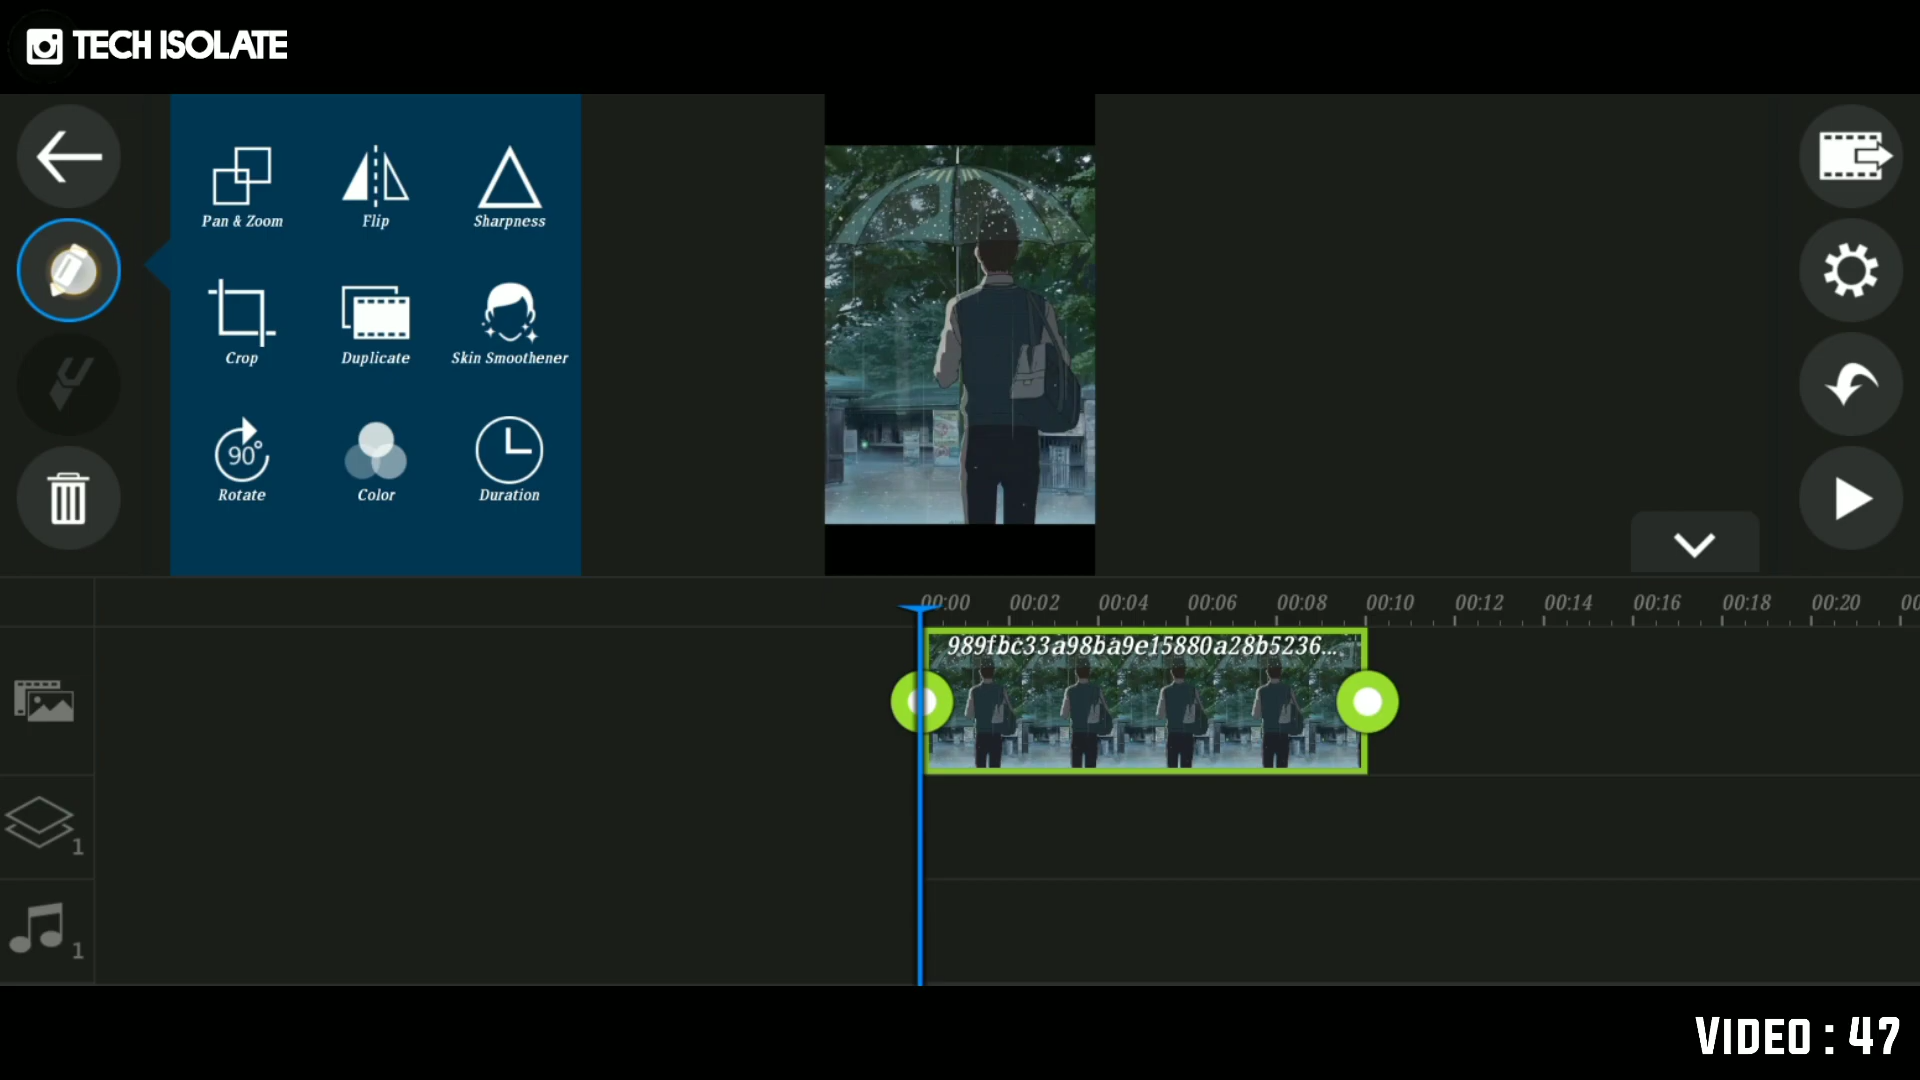 TECH ISOLATE
Pan & Zoom
Flip
Sharpness
Crop
Duplicate
Skin Smoothener
90°
Rotate
Color
Duration
00:00 00:02 00:04 00:06 00:08 00:10 00:12 00:14 00:16 00:18 00:20 00
989fbc33a98ba9e15880a28b5236...
1
1
VIDEO : 47